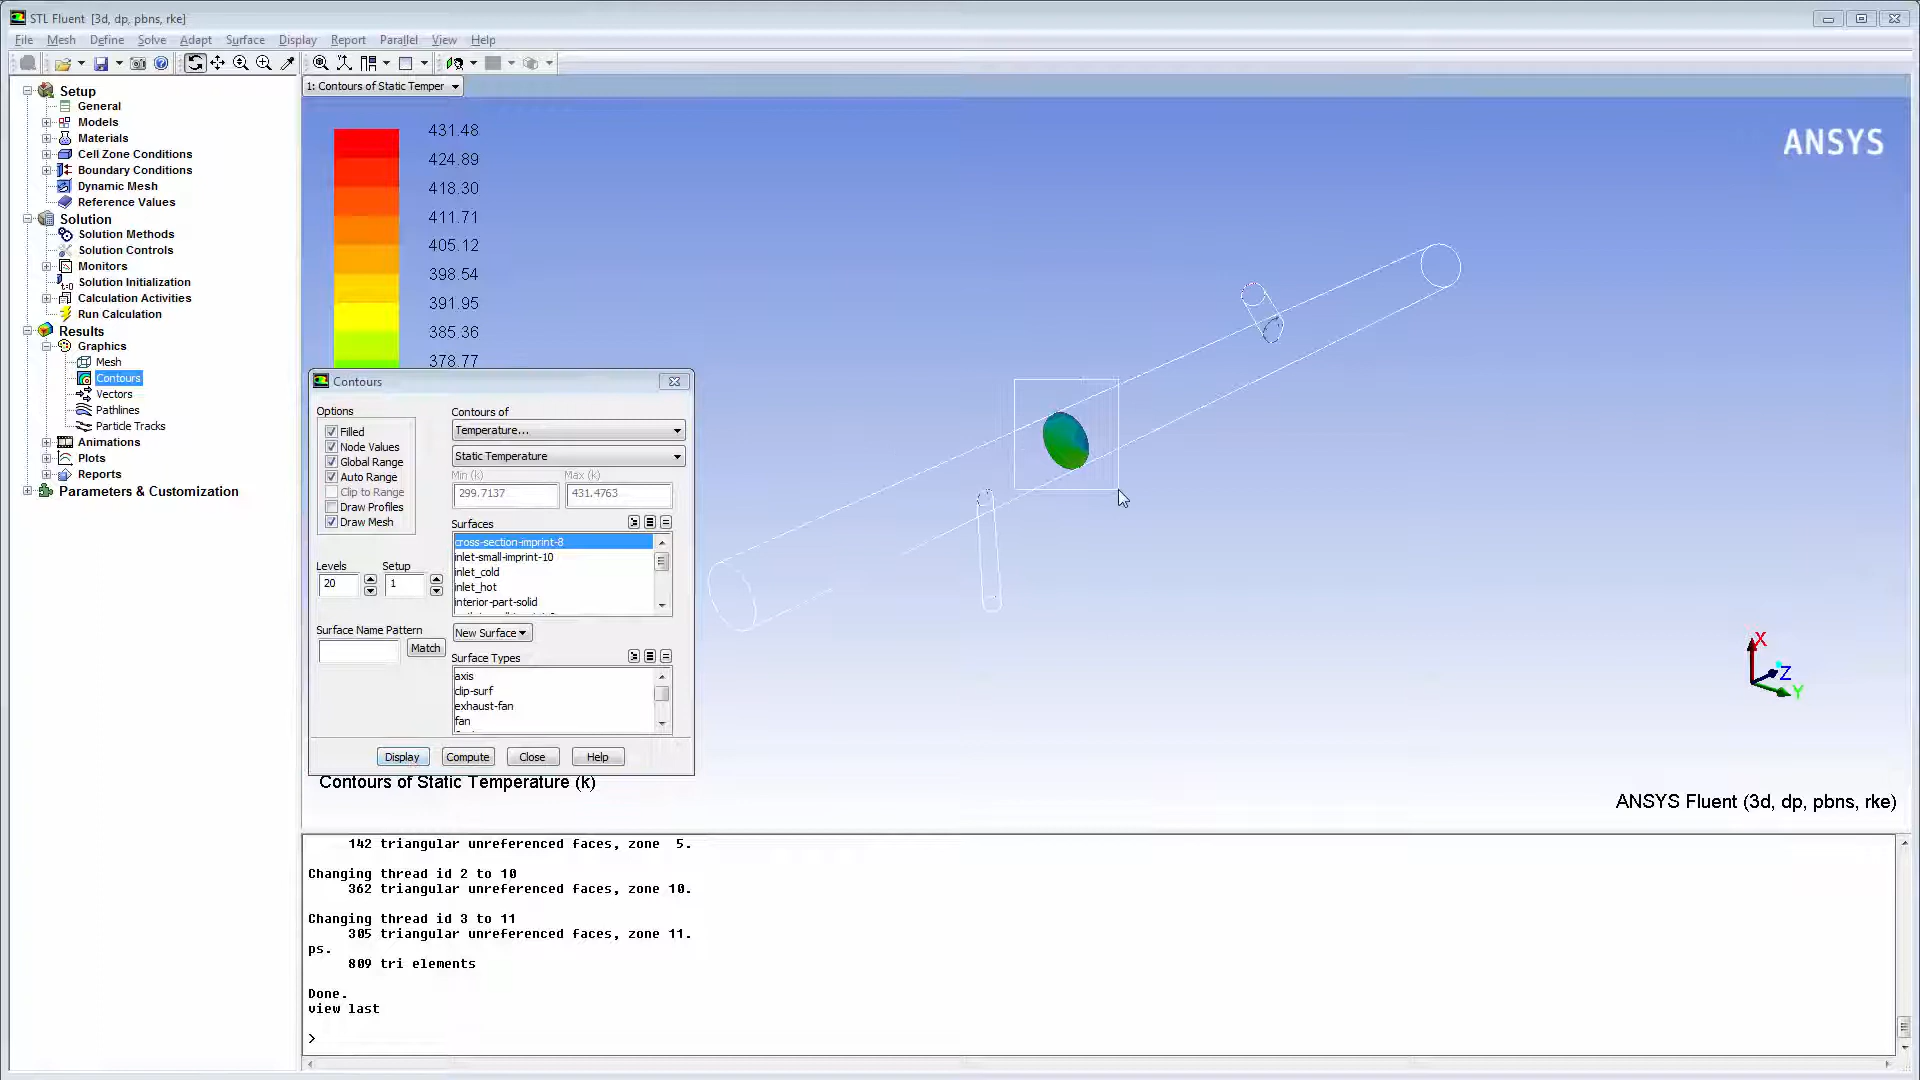 STL Fluent [3d, dp, pbns, rke]
File Mesh Define Solve Adapt Surface Display Report Parallel View Help
1: Contours of Static Temper
Setup
General
Models
Materials
Cell Zone Conditions
Boundary Conditions
Dynamic Mesh
Reference Values
Solution
Solution Methods
Solution Controls
Monitors
Solution Initialization
Calculation Activities
Run Calculation
Results
Graphics
Mesh
Contours
Vectors
Pathlines
Particle Tracks
Animations
Plots
Reports
Parameters & Customization
431.48
424.89
418.30
411.71
405.12
398.54
391.95
385.36
378.77
ANSYS
Contours
Options
Filled
Node Values
Global Range
Auto Range
Clip to Range
Draw Profiles
Draw Mesh
Levels Setup
20 1
Surface Name Pattern
Match
Contours of
Temperature...
Static Temperature
Min (k) Max (k)
299.7137 431.4763
Surfaces
cross-section-imprint-8
inlet-small-imprint-10
inlet_cold
inlet_hot
interior-part-solid
New Surface
Surface Types
axis
clip-surf
exhaust-fan
fan
Display Compute Close Help
X
Z
Y
Contours of Static Temperature (k)
ANSYS Fluent (3d, dp, pbns, rke)
142 triangular unreferenced faces, zone 5.
Changing thread id 2 to 10
362 triangular unreferenced faces, zone 10.
Changing thread id 3 to 11
305 triangular unreferenced faces, zone 11.
ps.
809 tri elements
Done.
view last
>